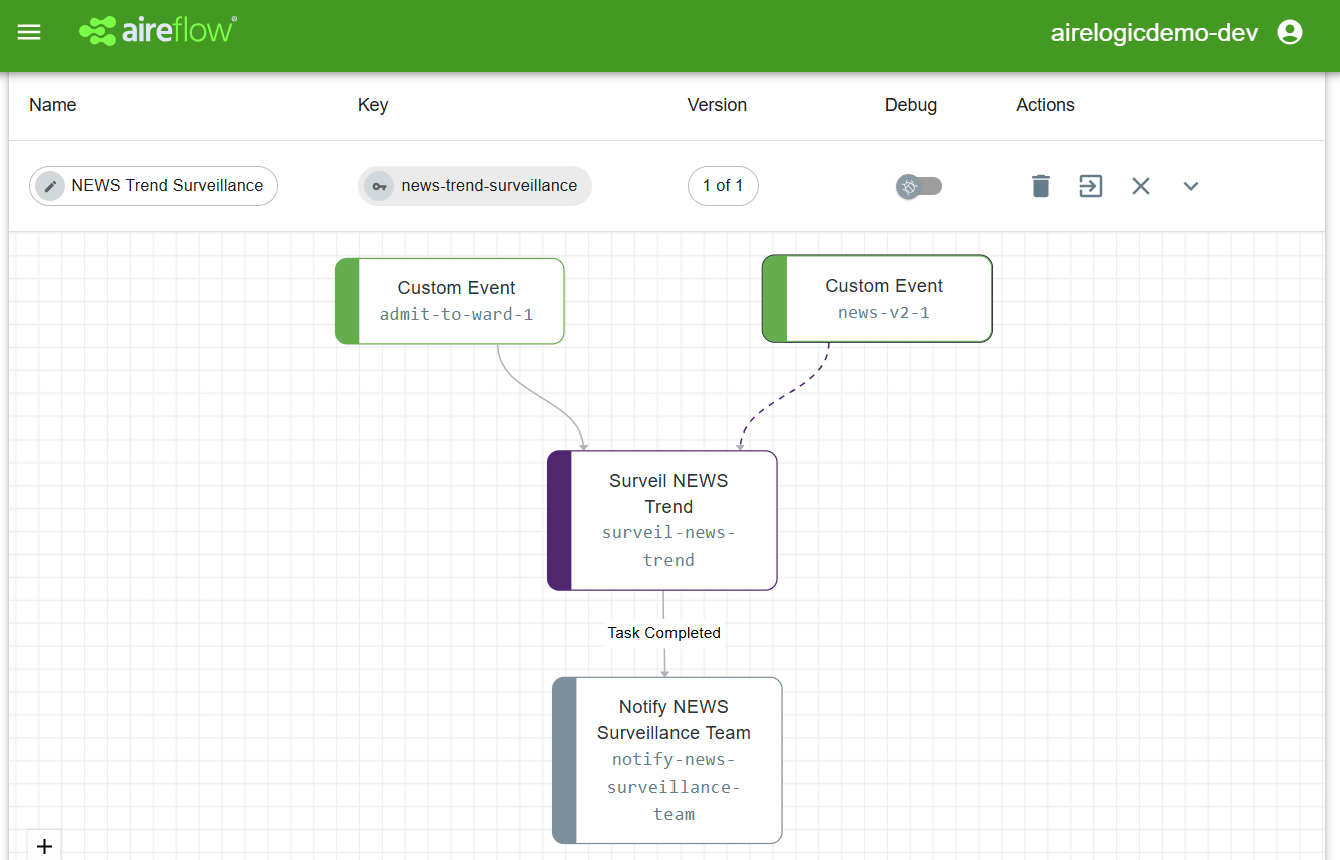 aireflow®
airelogicdemo-dev
Name Key Version Debug Actions
NEWS Trend Surveillance news-trend-surveillance 1 of 1
Custom Event
admit-to-ward-1
Custom Event
news-v2-1
Surveil NEWS
Trend
surveil-news-
trend
Task Completed
Notify NEWS
Surveillance Team
notify-news-
surveillance-
team
+